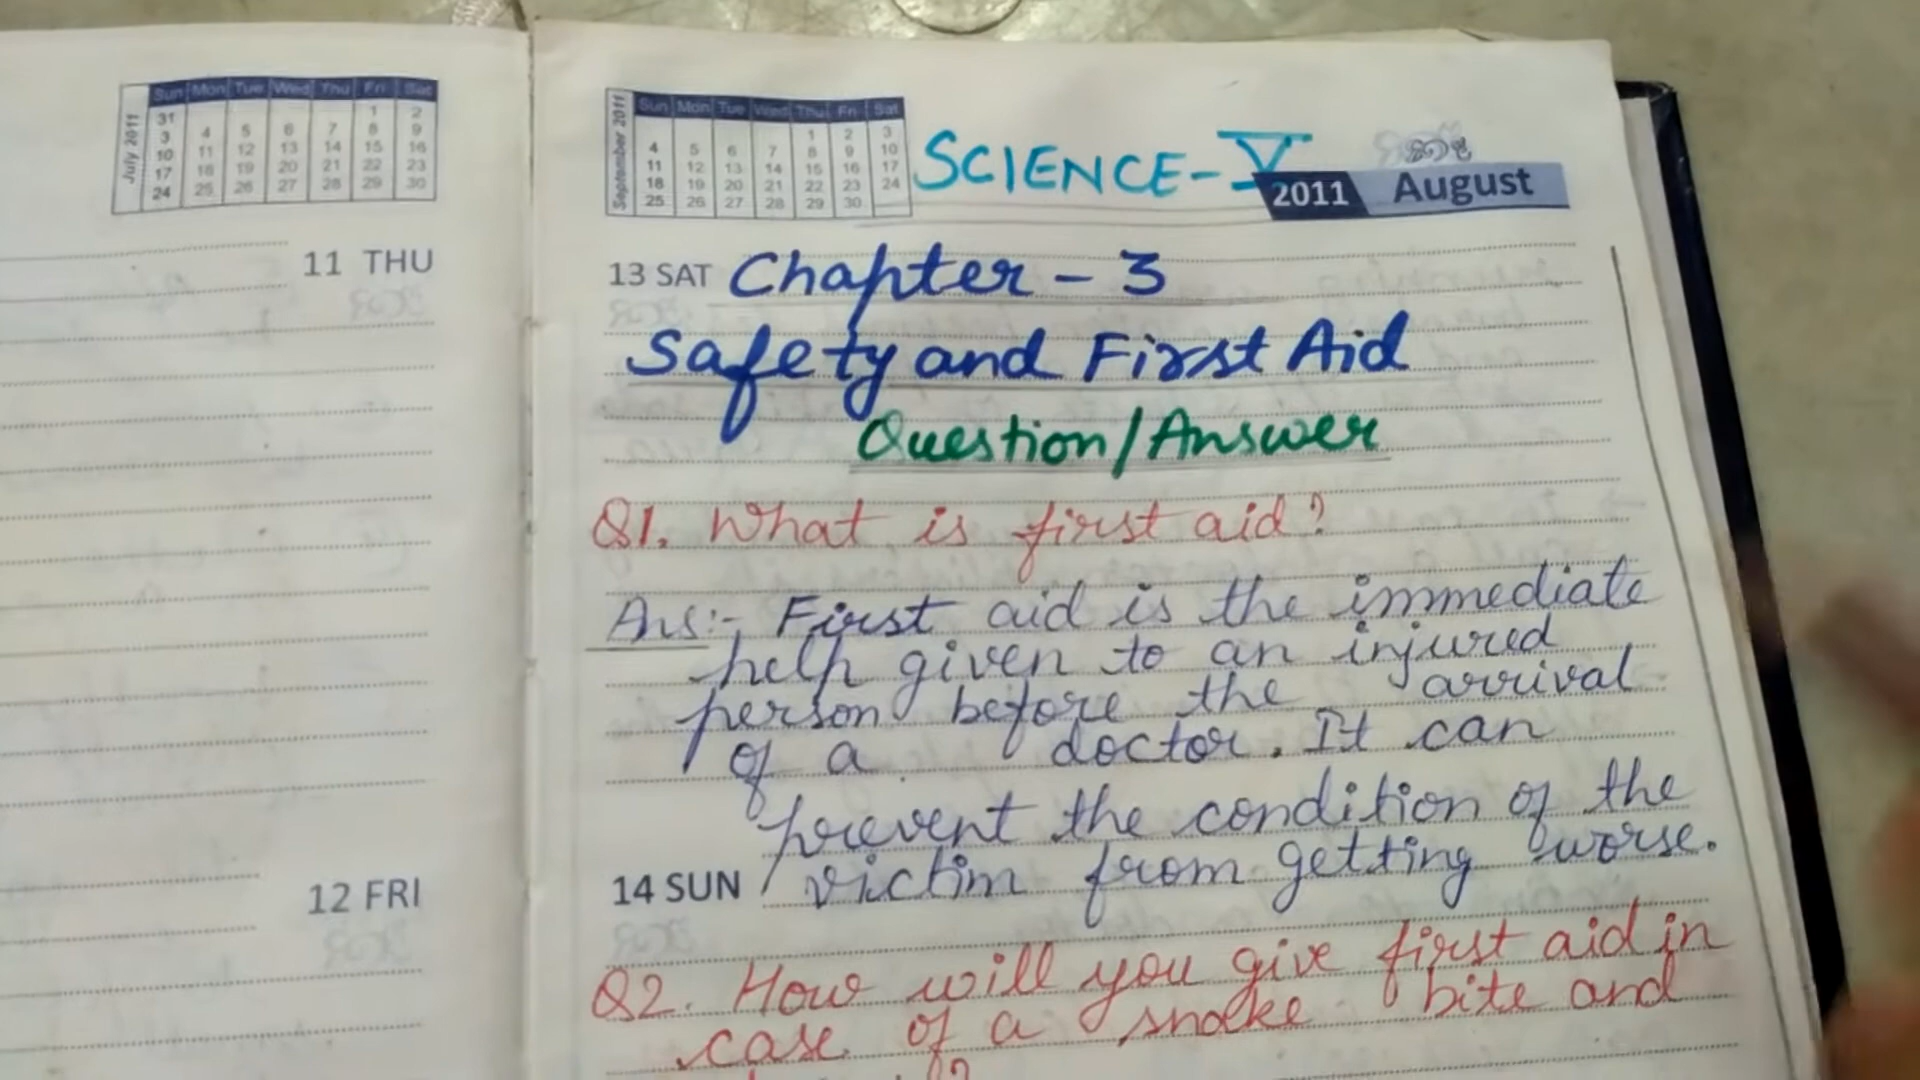 July 2011
Sun Mon Tue Wed Thu Fri Sat
31 1 2
3 4 5 6 7 8 9
10 11 12 13 14 15 16
17 18 19 20 21 22 23
24 25 26 27 28 29 30
11 THU
12 FRI
September 2011
Sun Mon Tue Wed Thu Fri Sat
1 2 3
4 5 6 7 8 9 10
11 12 13 14 15 16 17
18 19 20 21 22 23 24
25 26 27 28 29 30
SCIENCE-V
2011 August
13 SAT Chapter - 3
Safety and First Aid
Question/Answer
Q1. What is first aid?
Ans:- First aid is the immediate
help given to an injured
person before the arrival
of a doctor. It can
prevent the condition of the
14 SUN victim from getting worse.
Q2. How will you give first aid in
case of a snake bite and